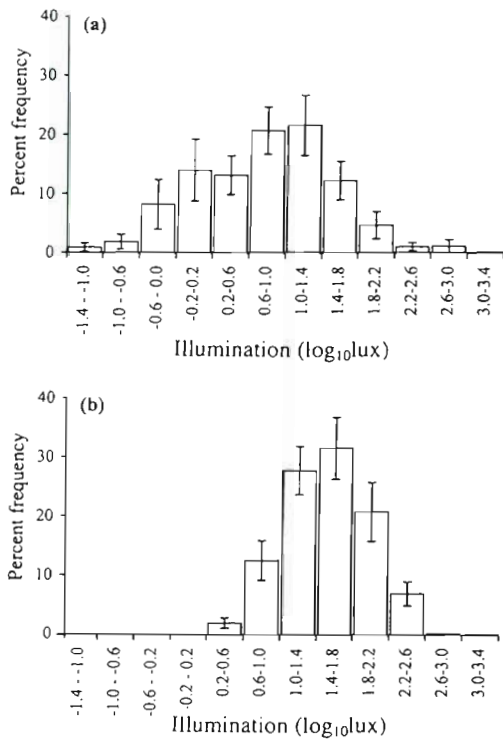 (a)
Percent frequency
40
30
20
10
0
-1.4 - -1.0
-1.0 - -0.6
-0.6 - 0.0
-0.2-0.2
0.2-0.6
0.6-1.0
1.0-1.4
1.4-1.8
1.8-2.2
2.2-2.6
2.6-3.0
3.0-3.4
Illumination (log₁₀lux)
(b)
Percent frequency
40
30
20
10
0
-1.4 - -1.0
-1.0 - -0.6
-0.6 - -0.2
-0.2 - 0.2
0.2-0.6
0.6-1.0
1.0-1.4
1.4-1.8
1.8-2.2
2.2-2.6
2.6-3.0
3.0-3.4
Illumination (log₁₀lux)